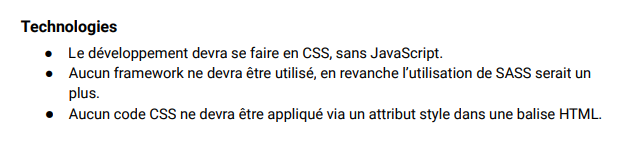 Technologies
● Le développement devra se faire en CSS, sans JavaScript.
● Aucun framework ne devra être utilisé, en revanche l'utilisation de SASS serait un
plus.
● Aucun code CSS ne devra être appliqué via un attribut style dans une balise HTML.